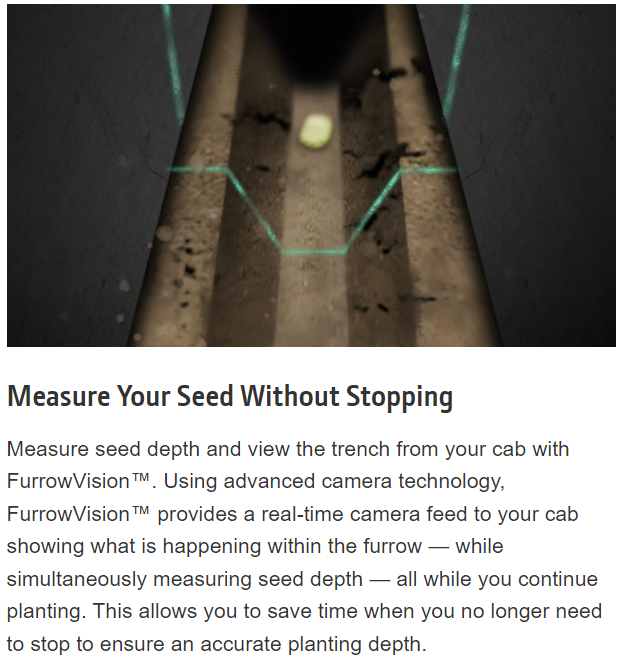 Measure Your Seed Without Stopping
Measure seed depth and view the trench from your cab with
FurrowVision™. Using advanced camera technology,
FurrowVision™ provides a real-time camera feed to your cab
showing what is happening within the furrow — while
simultaneously measuring seed depth — all while you continue
planting. This allows you to save time when you no longer need
to stop to ensure an accurate planting depth.